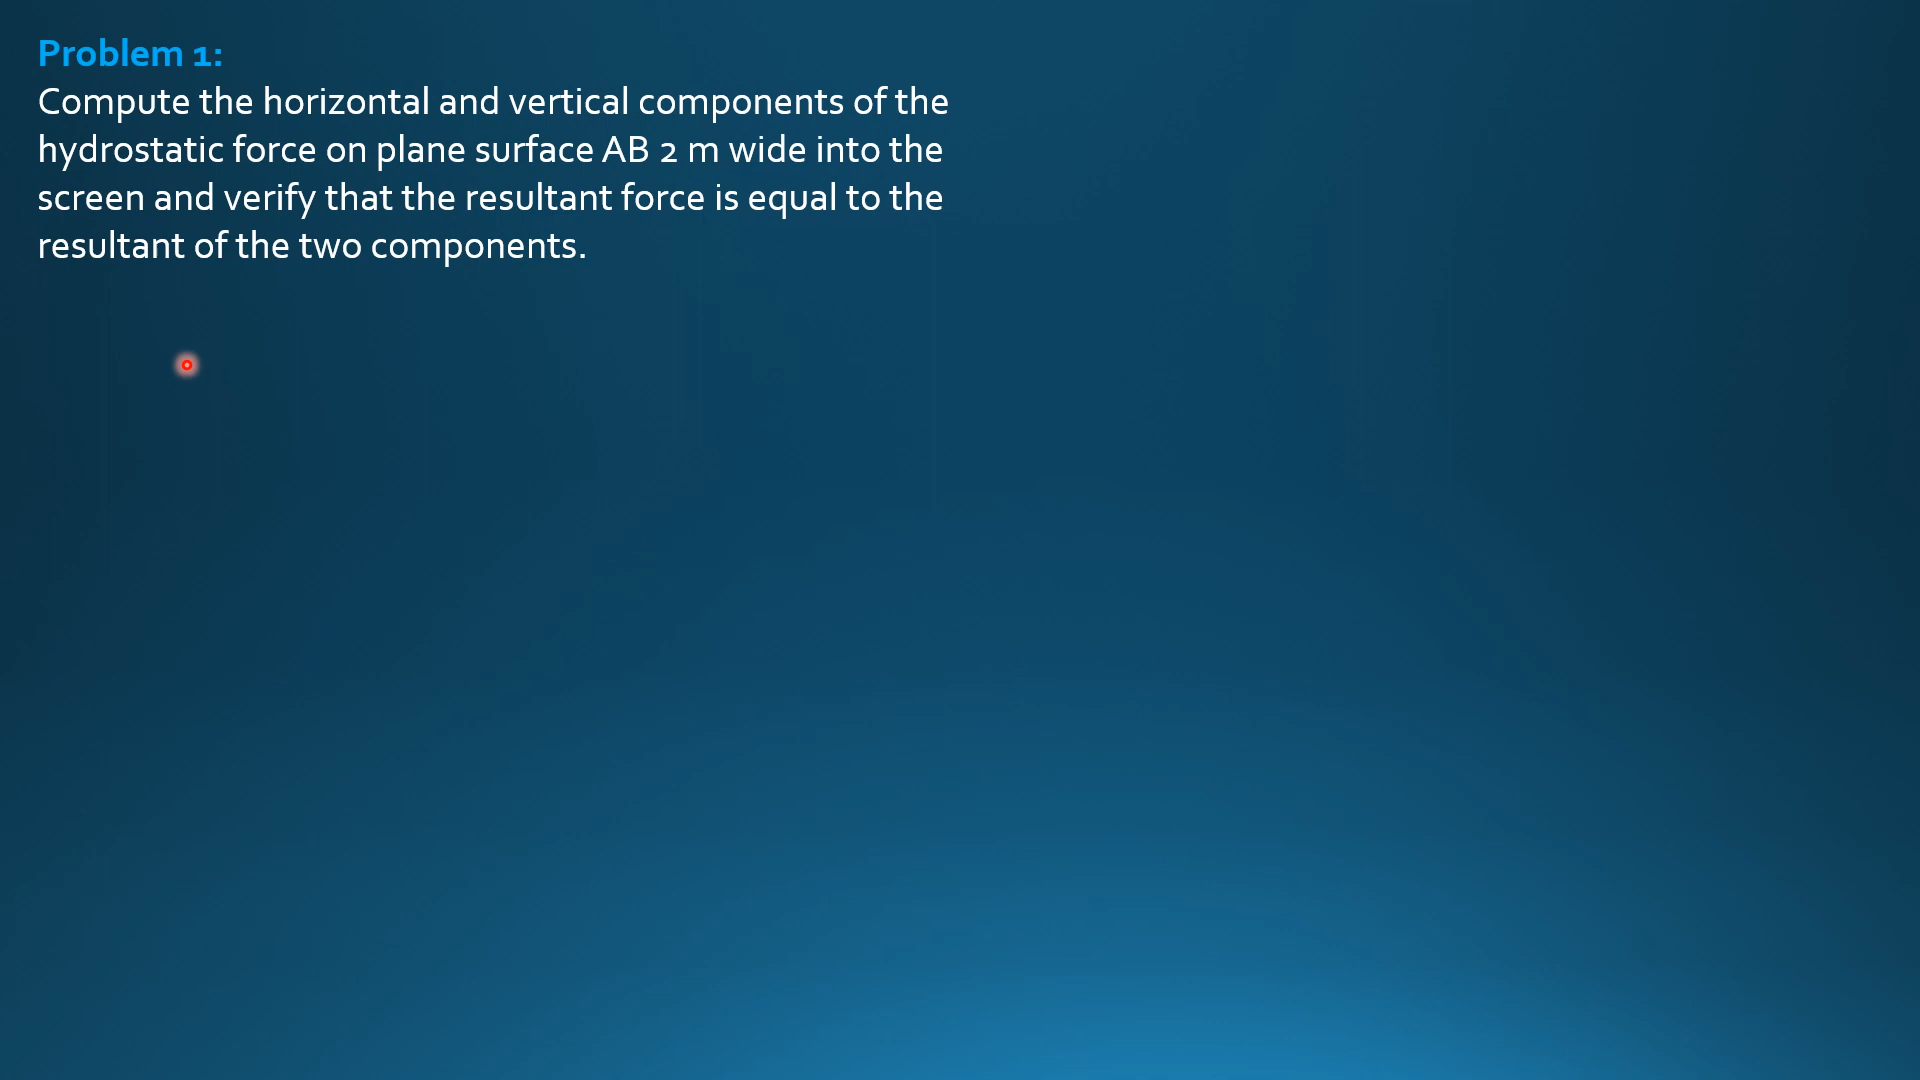 Problem 1:
Compute the horizontal and vertical components of the
hydrostatic force on plane surface AB 2 m wide into the
screen and verify that the resultant force is equal to the
resultant of the two components.